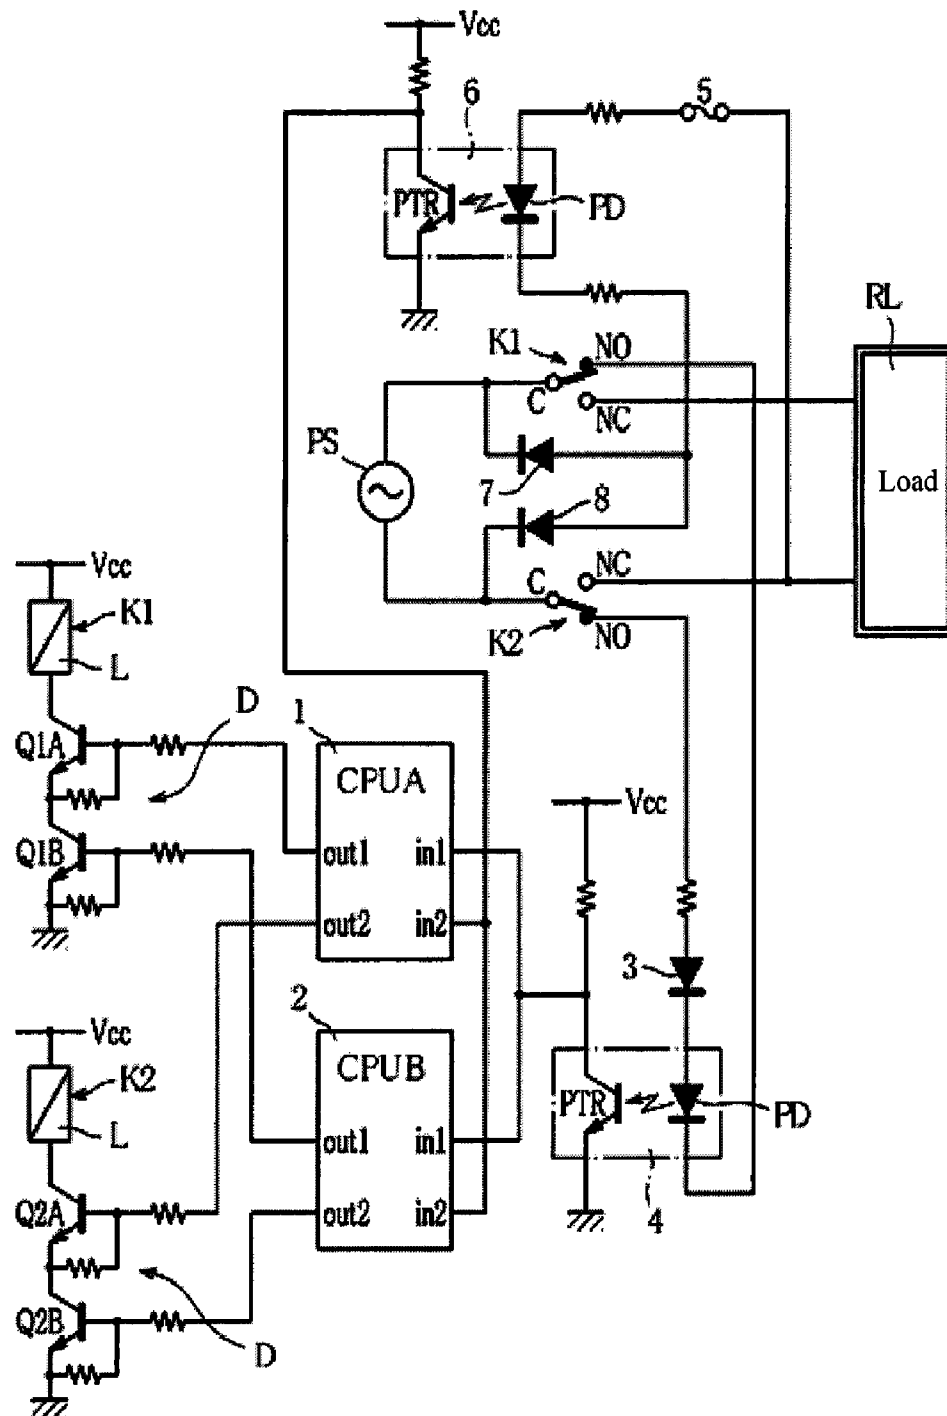 Vcc
6
5
PTR
PD
RL
K1
NO
C
NC
PS
7
8
Load
NC
C
K2
NO
Vcc
K1
L
D
1
Q1A
CPUA
Vcc
Q1B
out1
in1
out2
in2
3
2
Vcc
CPUB
K2
L
PTR
PD
out1
in1
Q2A
out2
in2
4
Q2B
D